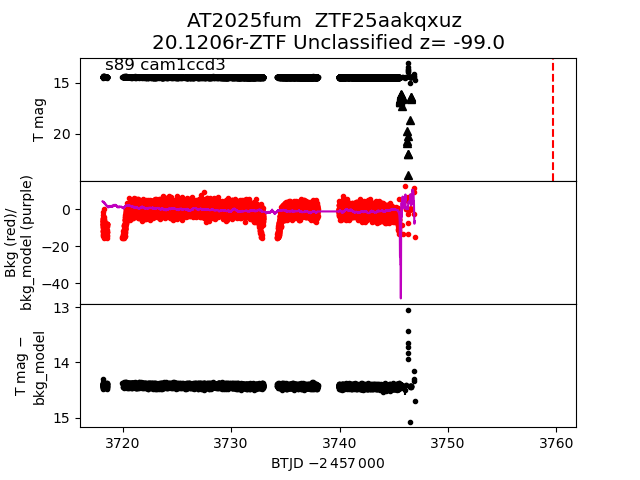 AT2025fum  ZTF25aakqxuz
20.1206r-ZTF Unclassified z= -99.0
s89 cam1ccd3
T mag
15
20
Bkg (red)/
bkg_model (purple)
0
−20
−40
T mag −
bkg_model
13
14
15
3720 3730 3740 3750 3760
BTJD −2 457 000